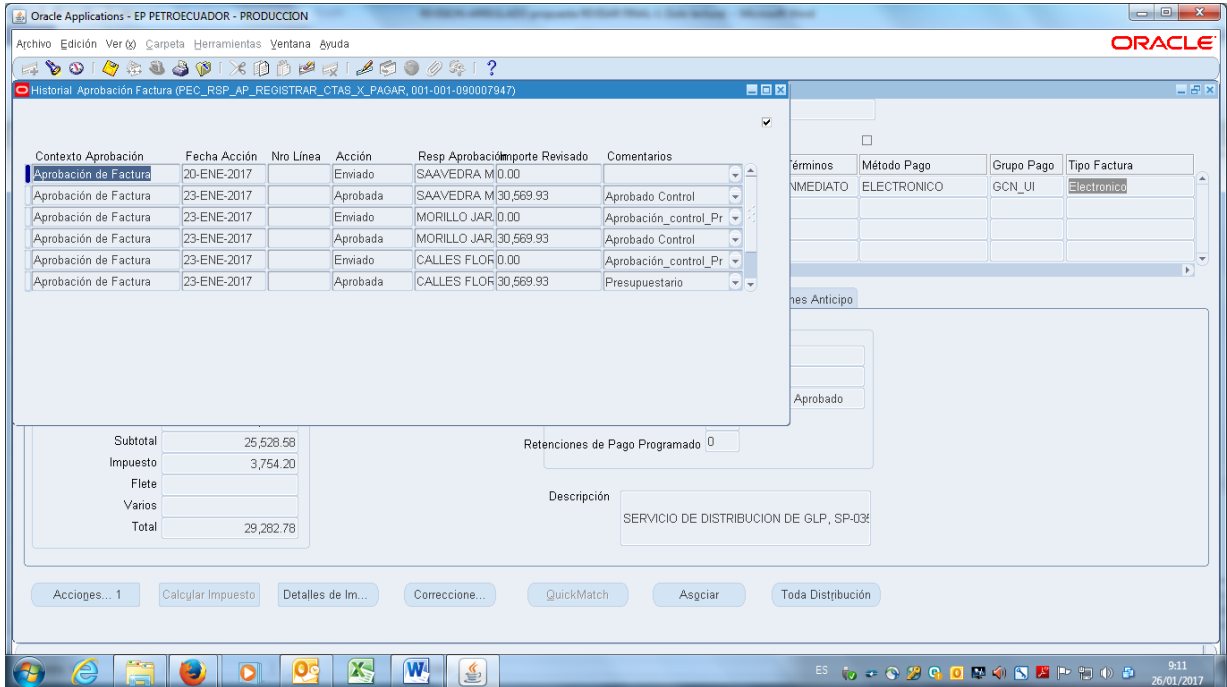 Oracle Applications - EP PETROECUADOR - PRODUCCION
Archivo Edición Ver (x) Carpeta Herramientas Ventana Ayuda
ORACLE
Historial Aprobación Factura (PEC_RSP_AP_REGISTRAR_CTAS_X_PAGAR, 001-001-090007947)
Contexto Aprobación Fecha Acción Nro Línea Acción Resp Aprobación Importe Revisado Comentarios
Aprobación de Factura 20-ENE-2017 Enviado SAAVEDRA M 0.00
Aprobación de Factura 23-ENE-2017 Aprobada SAAVEDRA M 30,569.93 Aprobado Control
Aprobación de Factura 23-ENE-2017 Enviado MORILLO JAR. 0.00 Aprobación_control_Pr
Aprobación de Factura 23-ENE-2017 Aprobada MORILLO JAR. 30,569.93 Aprobado Control
Aprobación de Factura 23-ENE-2017 Enviado CALLES FLOR 0.00 Aprobación_control_Pr
Aprobación de Factura 23-ENE-2017 Aprobada CALLES FLOR 30,569.93 Presupuestario
Términos Método Pago Grupo Pago Tipo Factura
NMEDIATO ELECTRONICO GCN_UI Electronico
nes Anticipo
Aprobado
Subtotal 25,528.58
Impuesto 3,754.20
Flete
Varios
Total 29,282.78
Retenciones de Pago Programado 0
Descripción
SERVICIO DE DISTRIBUCION DE GLP, SP-035
Acciones... 1 Calcular Impuesto Detalles de Im... Correccione... QuickMatch Asociar Toda Distribución
ES
9:11
26/01/2017